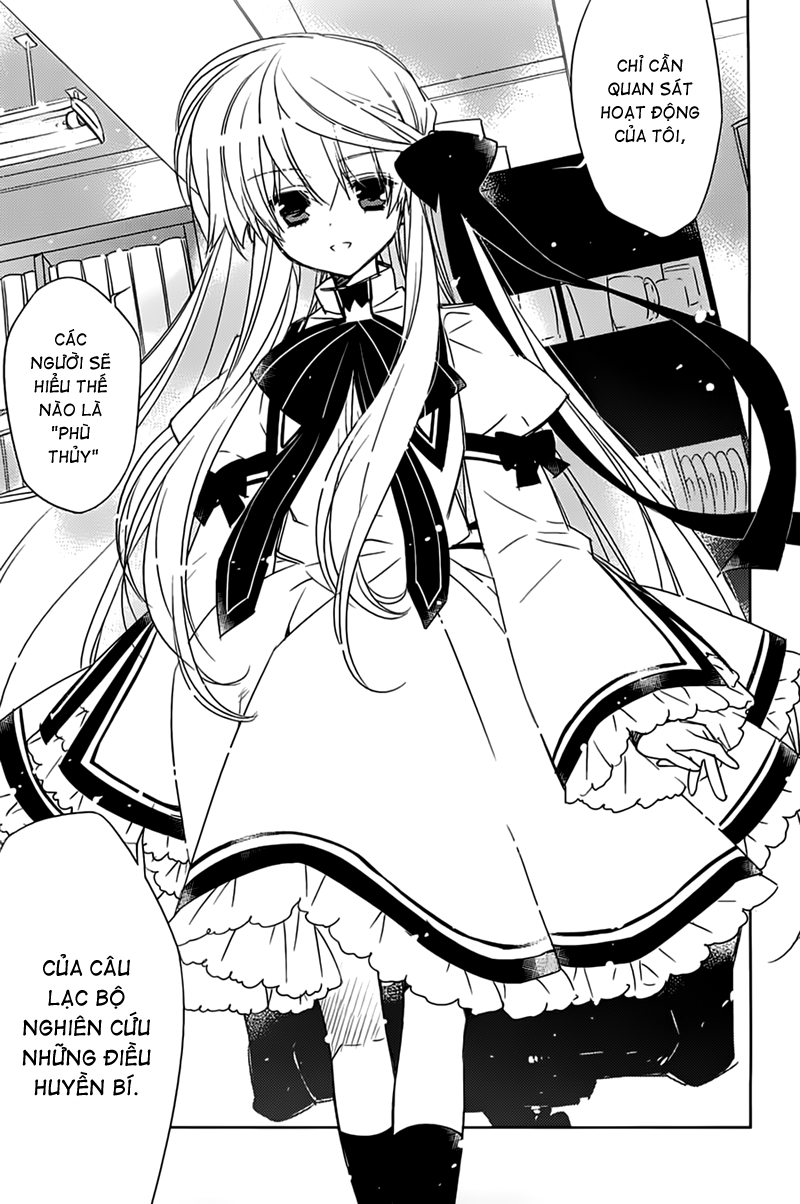 CHỈ CẦN
QUAN SÁT
HOẠT ĐỘNG
CỦA TÔI,
CÁC
NGƯỜI SẼ
HIỂU THẾ
NÀO LÀ
"PHÙ
THỦY"
CỦA CÂU
LẠC BỘ
NGHIÊN CỨU
NHỮNG ĐIỀU
HUYỀN BÍ.